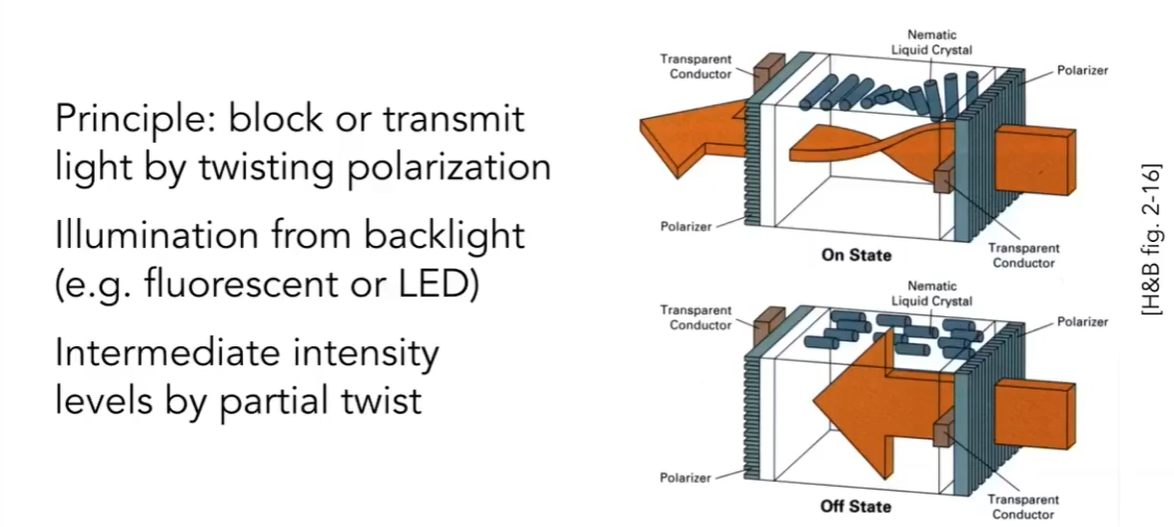 Principle: block or transmit
light by twisting polarization
Illumination from backlight
(e.g. fluorescent or LED)
Intermediate intensity
levels by partial twist
Nematic
Liquid Crystal
Transparent
Conductor
Polarizer
Polarizer
On State
Transparent
Conductor
Nematic
Liquid Crystal
Transparent
Conductor
Polarizer
Polarizer
Off State
Transparent
Conductor
[H&B fig. 2-16]